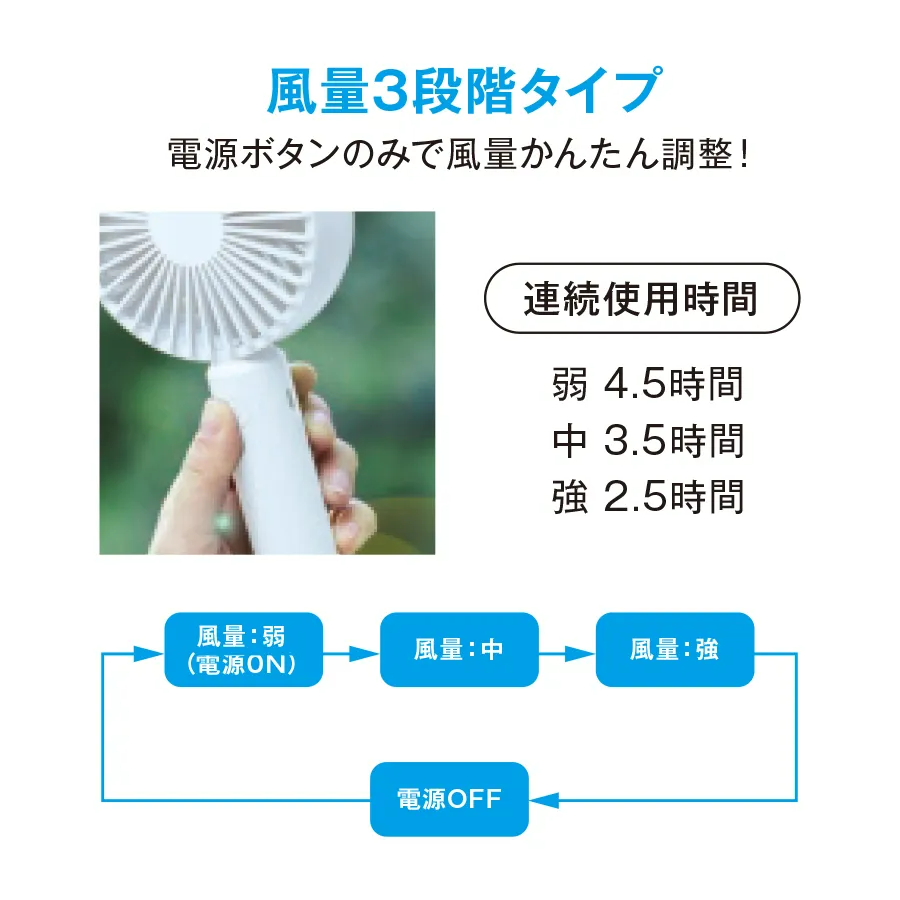 風量3段階タイプ
電源ボタンのみで風量かんたん調整！
連続使用時間
弱 4.5時間
中 3.5時間
強 2.5時間
風量：弱
（電源ON）
風量：中
風量：強
電源OFF